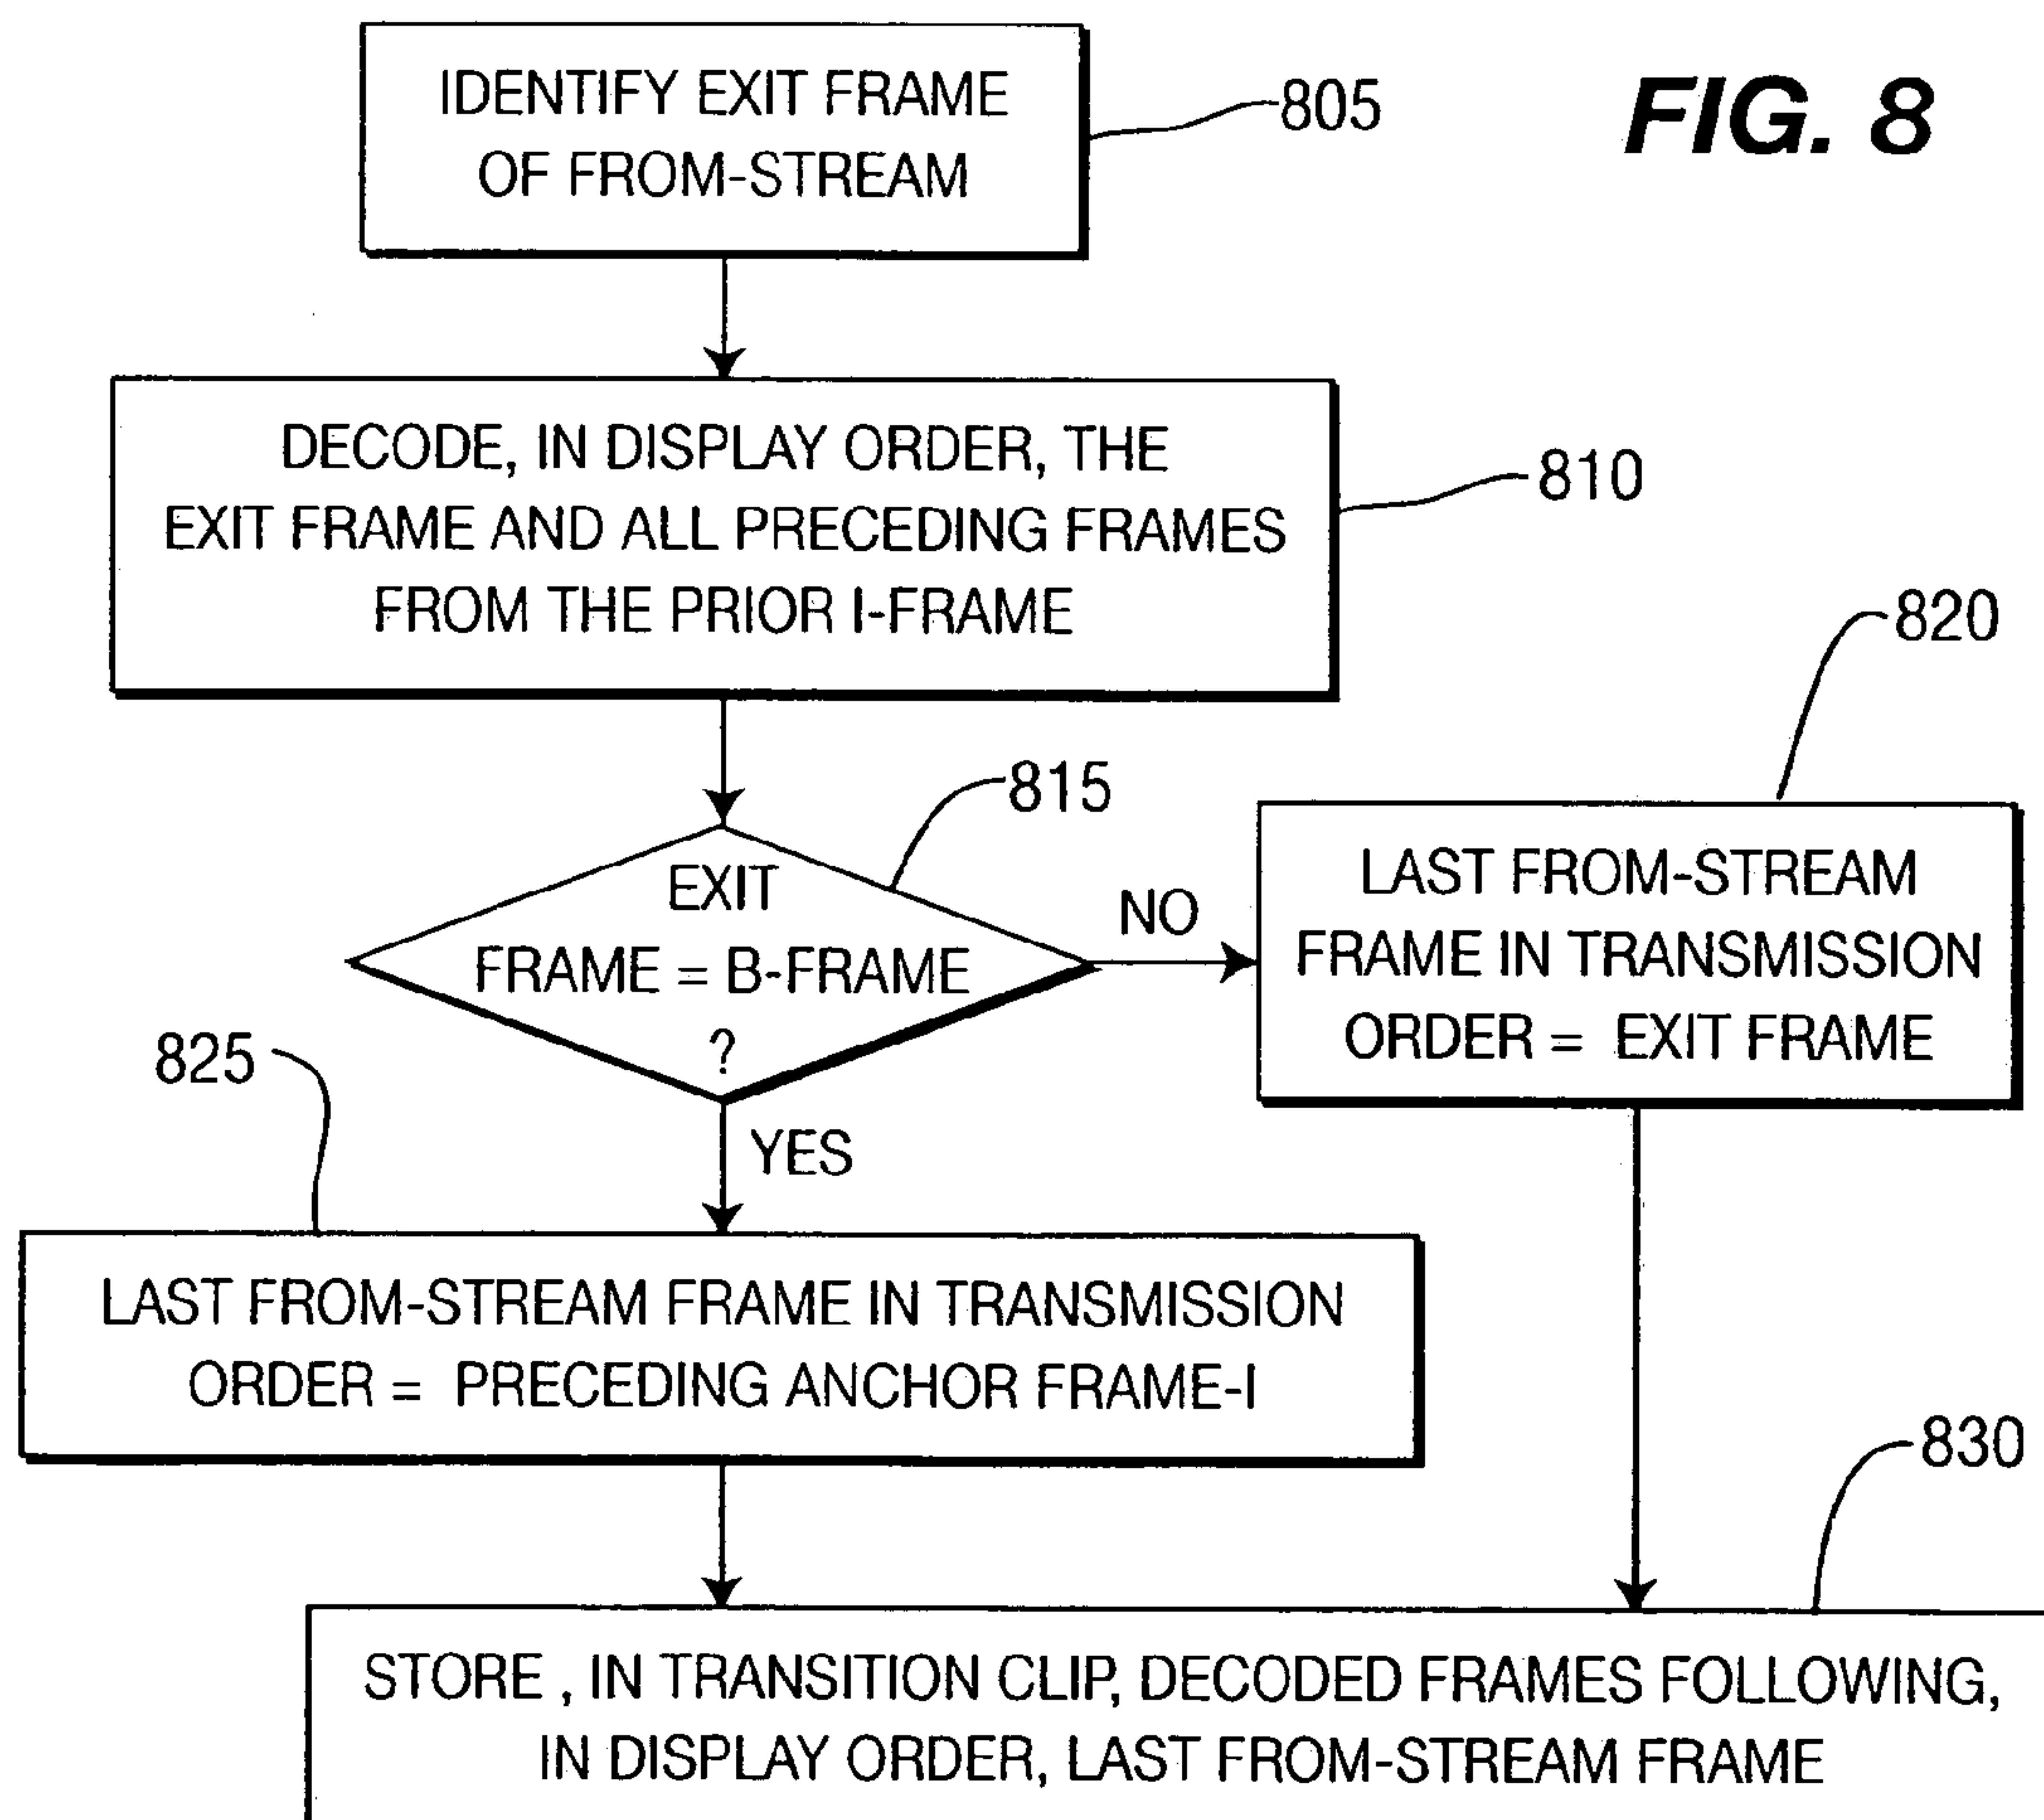 FIG. 8
IDENTIFY EXIT FRAME
OF FROM-STREAM
805
DECODE, IN DISPLAY ORDER, THE
EXIT FRAME AND ALL PRECEDING FRAMES
FROM THE PRIOR I-FRAME
810
EXIT
FRAME = B-FRAME
?
815
NO
820
LAST FROM-STREAM
FRAME IN TRANSMISSION
ORDER = EXIT FRAME
YES
825
LAST FROM-STREAM FRAME IN TRANSMISSION
ORDER = PRECEDING ANCHOR FRAME-I
830
STORE , IN TRANSITION CLIP, DECODED FRAMES FOLLOWING,
IN DISPLAY ORDER, LAST FROM-STREAM FRAME